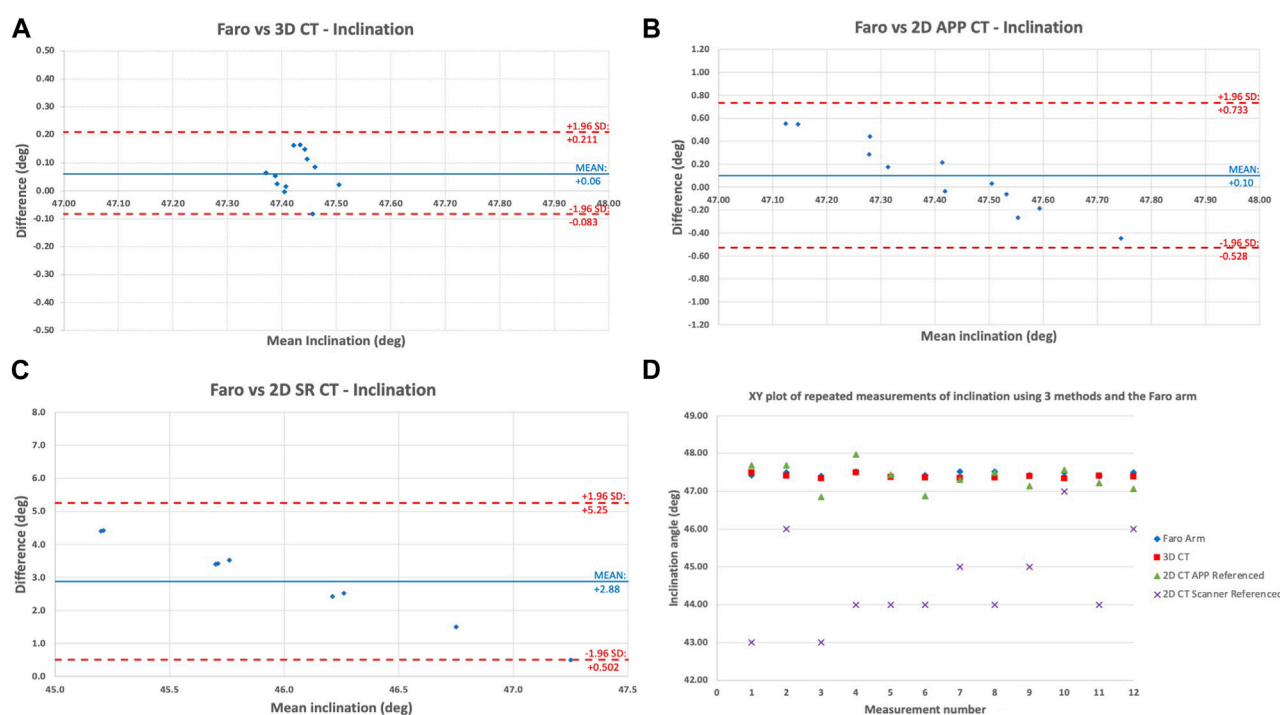 A
Faro vs 3D CT - Inclination
0.50
0.40
0.30
0.20
0.10
0.00
-0.10
-0.20
-0.30
-0.40
-0.50
47.00 47.10 47.20 47.30 47.40 47.50 47.60 47.70 47.80 47.90 48.00
+1.96 SD:
+0.211
MEAN:
+0.06
-1.96 SD:
-0.083
Difference (deg)
Mean Inclination (deg)
B
Faro vs 2D APP CT - Inclination
1.20
1.00
0.80
0.60
0.40
0.20
0.00
-0.20
-0.40
-0.60
-0.80
-1.00
-1.20
47.00 47.10 47.20 47.30 47.40 47.50 47.60 47.70 47.80 47.90 48.00
+1.96 SD:
+0.733
MEAN:
+0.10
-1.96 SD:
-0.528
Difference (deg)
Mean inclination (deg)
C
Faro vs 2D SR CT - Inclination
8.0
7.0
6.0
5.0
4.0
3.0
2.0
1.0
0.0
45.0 45.5 46.0 46.5 47.0 47.5
+1.96 SD:
+5.25
MEAN:
+2.88
-1.96 SD:
+0.502
Difference (deg)
Mean inclination (deg)
D
XY plot of repeated measurements of inclination using 3 methods and the Faro arm
49.00
48.00
47.00
46.00
45.00
44.00
43.00
42.00
0 1 2 3 4 5 6 7 8 9 10 11 12
Inclination angle (deg)
Measurement number
Faro Arm
3D CT
2D CT APP Referenced
2D CT Scanner Referenced